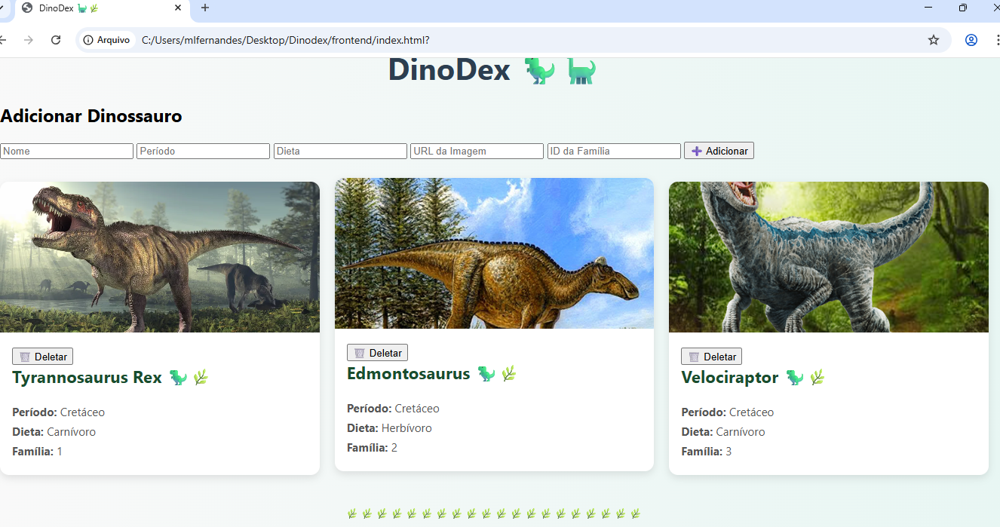 DinoDex 🦕🌿
Arquivo C:/Users/mlfernandes/Desktop/Dinodex/frontend/index.html?
DinoDex 🦖🦕
Adicionar Dinossauro
Nome Período Dieta URL da Imagem ID da Família ➕ Adicionar
🗑️ Deletar
Tyrannosaurus Rex 🦖🌿
Período: Cretáceo
Dieta: Carnívoro
Família: 1
🗑️ Deletar
Edmontosaurus 🦖🌿
Período: Cretáceo
Dieta: Herbívoro
Família: 2
🗑️ Deletar
Velociraptor 🦖🌿
Período: Cretáceo
Dieta: Carnívoro
Família: 3